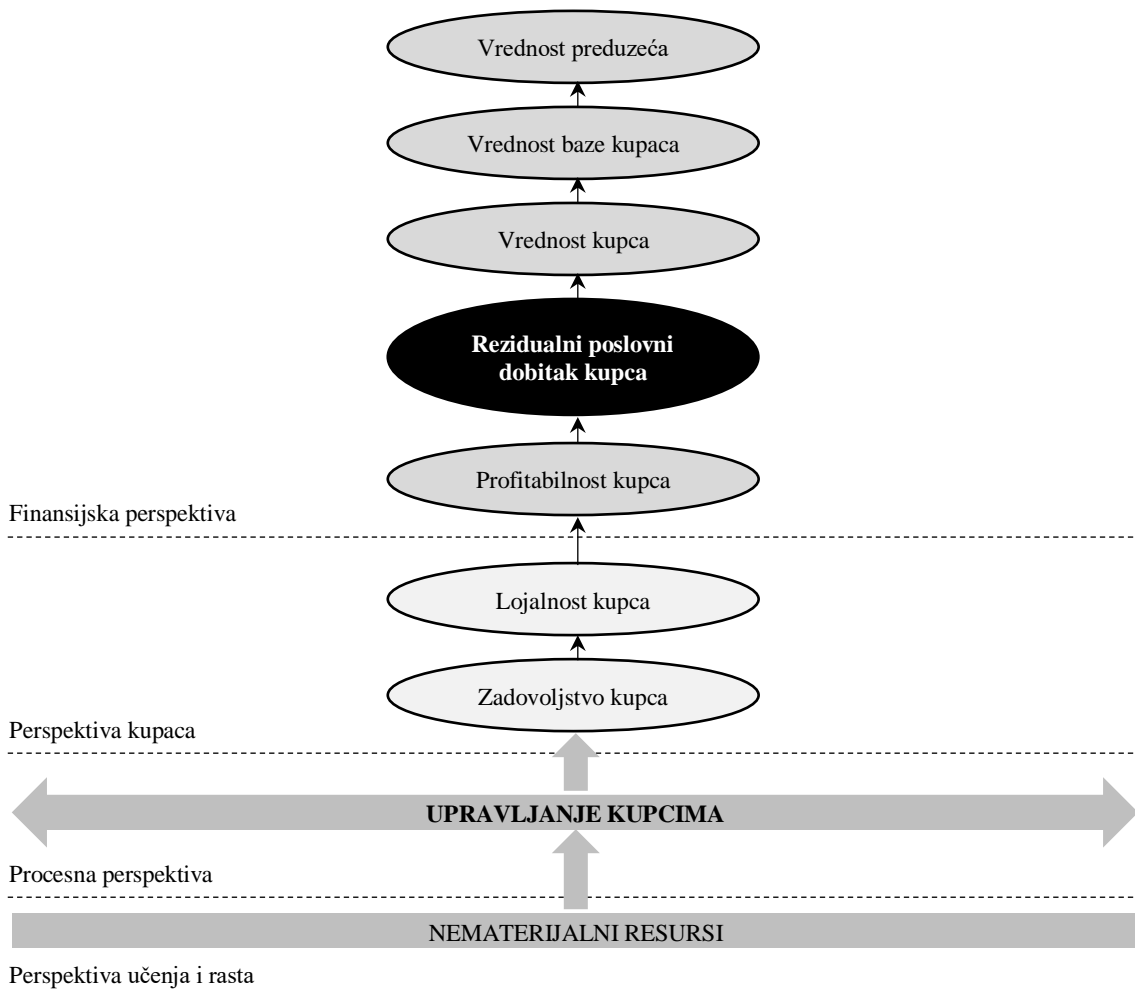 Vrednost preduzeća
Vrednost baze kupaca
Vrednost kupca
Rezidualni poslovni
dobitak kupca
Profitabilnost kupca
Finansijska perspektiva
Lojalnost kupca
Zadovoljstvo kupca
Perspektiva kupaca
UPRAVLJANJE KUPCIMA
Procesna perspektiva
NEMATERIJALNI RESURSI
Perspektiva učenja i rasta